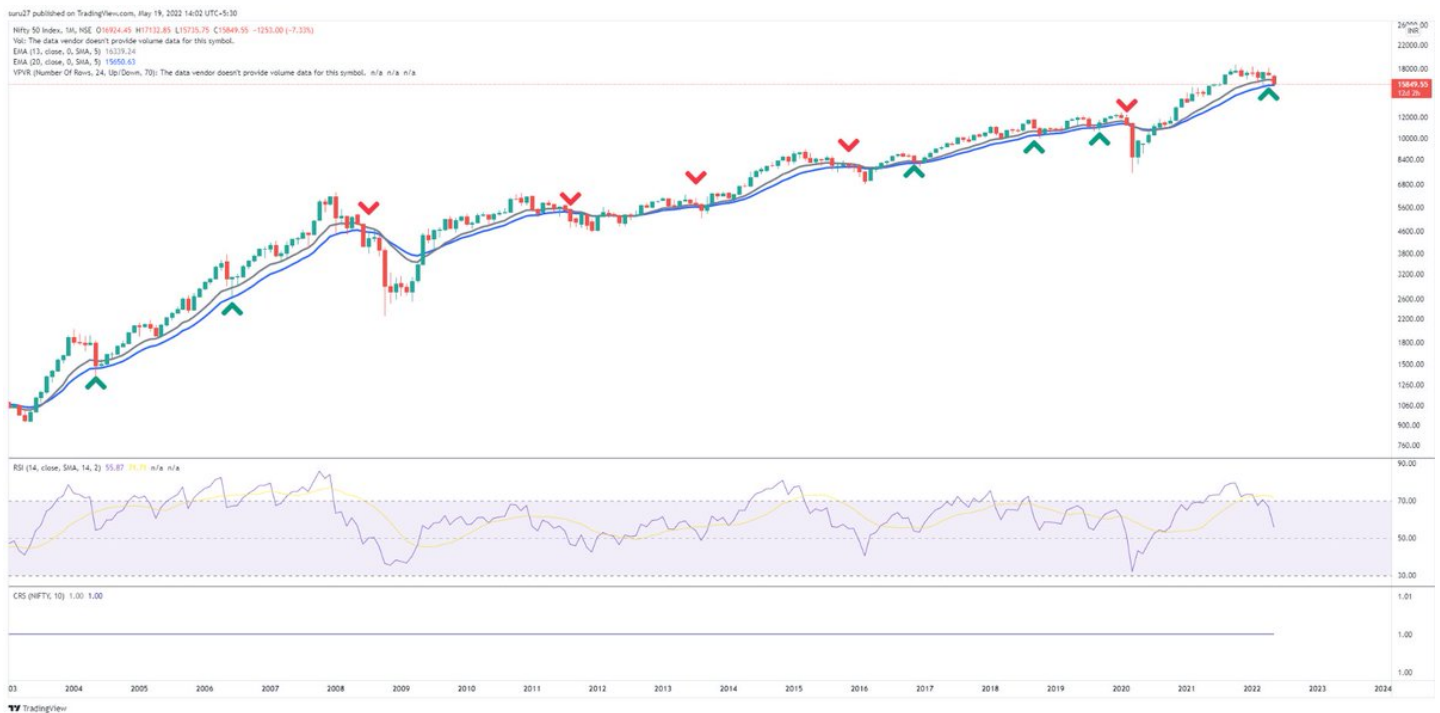 suru27 published on TradingView.com, May 19, 2022 14:02 UTC+5:30
Nifty 50 Index, 1M, NSE O16924.45 H17132.85 L15735.75 C15849.55 −1253.00 (−7.33%)
Vol: The data vendor doesn't provide volume data for this symbol.
EMA (13, close, 0, SMA, 5) 16339.24
EMA (20, close, 0, SMA, 5) 15650.63
VPVR (Number Of Rows, 24, Up/Down, 70): The data vendor doesn't provide volume data for this symbol. n/a n/a n/a
INR
22000.00
18000.00
15849.55
12d 2h
12000.00
10000.00
8400.00
6800.00
5600.00
4600.00
3800.00
3200.00
2600.00
2200.00
1800.00
1500.00
1260.00
1060.00
900.00
760.00
RSI (14, close, SMA, 14, 2) 55.87 n/a n/a
90.00
70.00
50.00
30.00
CRS (NIFTY, 10) 1.00 1.00
1.01
1.00
1.00
03 2004 2005 2006 2007 2008 2009 2010 2011 2012 2013 2014 2015 2016 2017 2018 2019 2020 2021 2022 2023 2024
TradingView